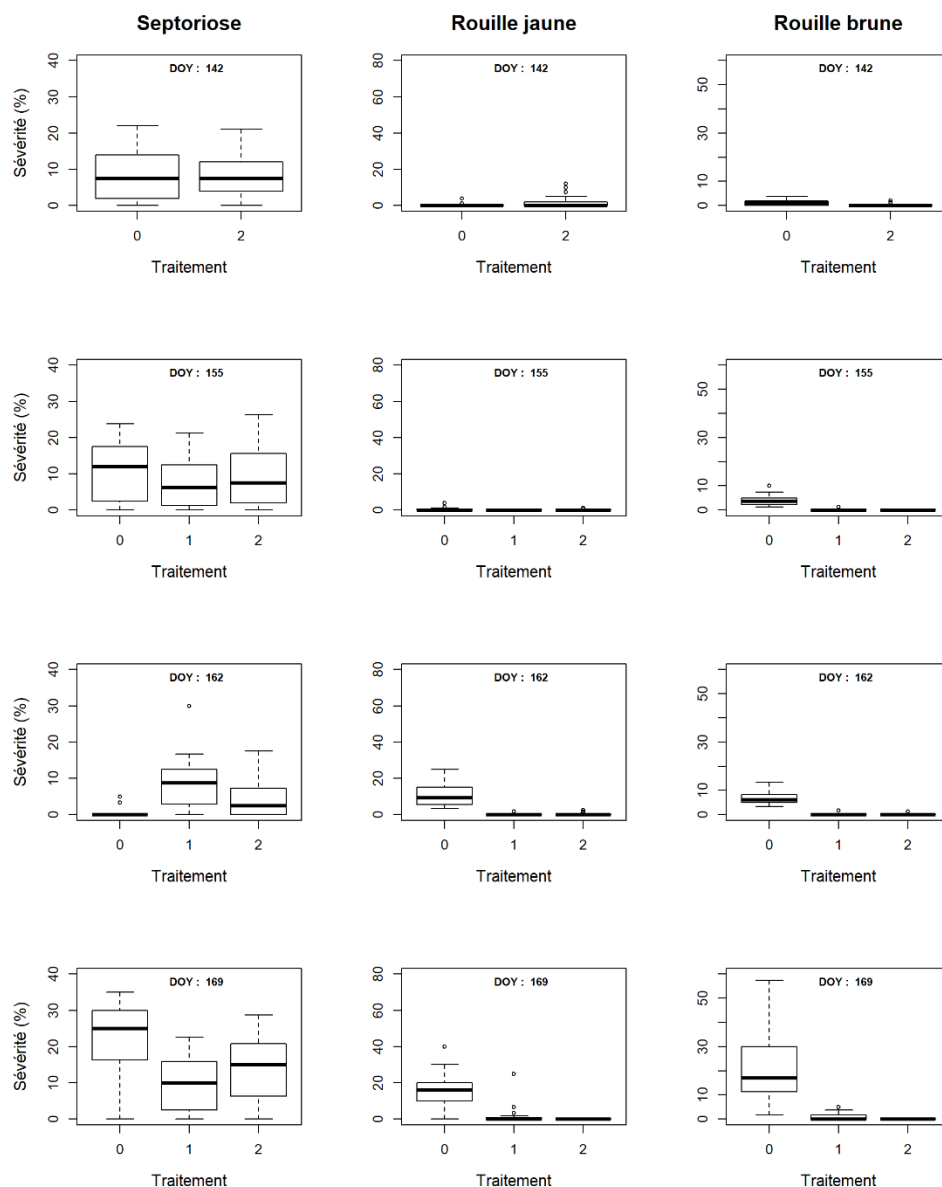 Septoriose Rouille jaune Rouille brune
DOY : 142 DOY : 142 DOY : 142
Sévérité (%)
0 10 20 30 40
0 20 40 60 80
0 10 30 50
0 2 0 2 0 2
Traitement Traitement Traitement
DOY : 155 DOY : 155 DOY : 155
Sévérité (%)
0 10 20 30 40
0 20 40 60 80
0 10 30 50
0 1 2 0 1 2 0 1 2
Traitement Traitement Traitement
DOY : 162 DOY : 162 DOY : 162
Sévérité (%)
0 10 20 30 40
0 20 40 60 80
0 10 30 50
0 1 2 0 1 2 0 1 2
Traitement Traitement Traitement
DOY : 169 DOY : 169 DOY : 169
Sévérité (%)
0 10 20 30 40
0 20 40 60 80
0 10 30 50
0 1 2 0 1 2 0 1 2
Traitement Traitement Traitement